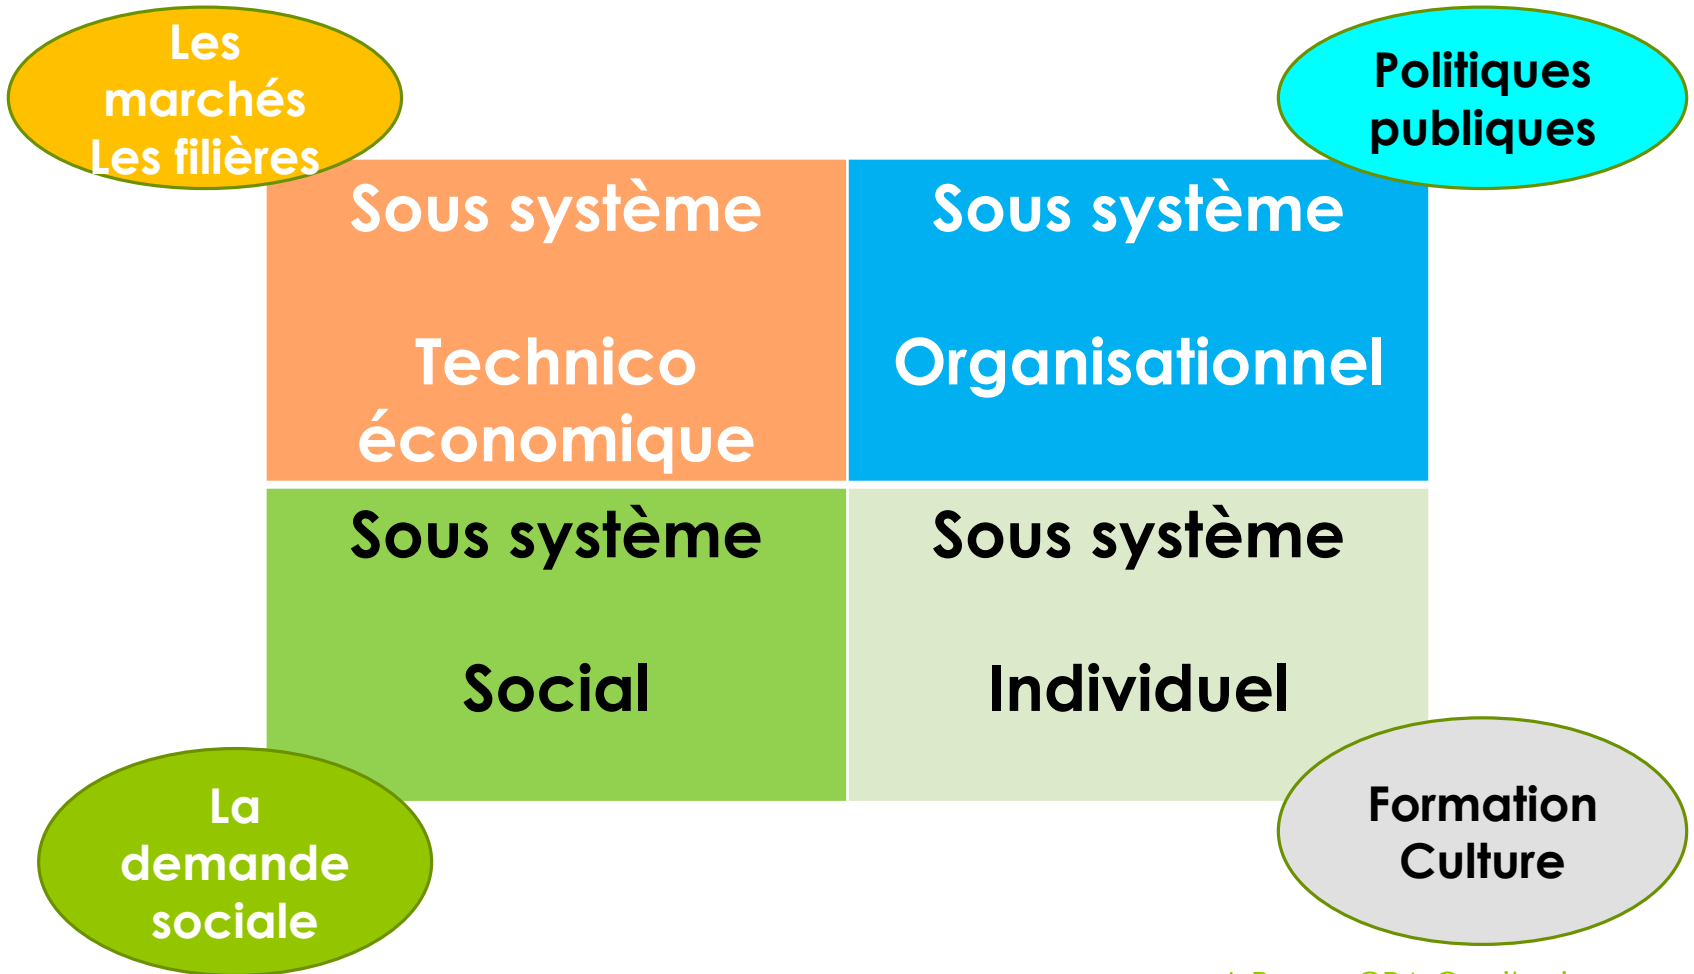 Les
marchés
Les filières
Politiques
publiques
Sous système
Technico
économique
Sous système
Organisationnel
Sous système
Social
Sous système
Individuel
La
demande
sociale
Formation
Culture